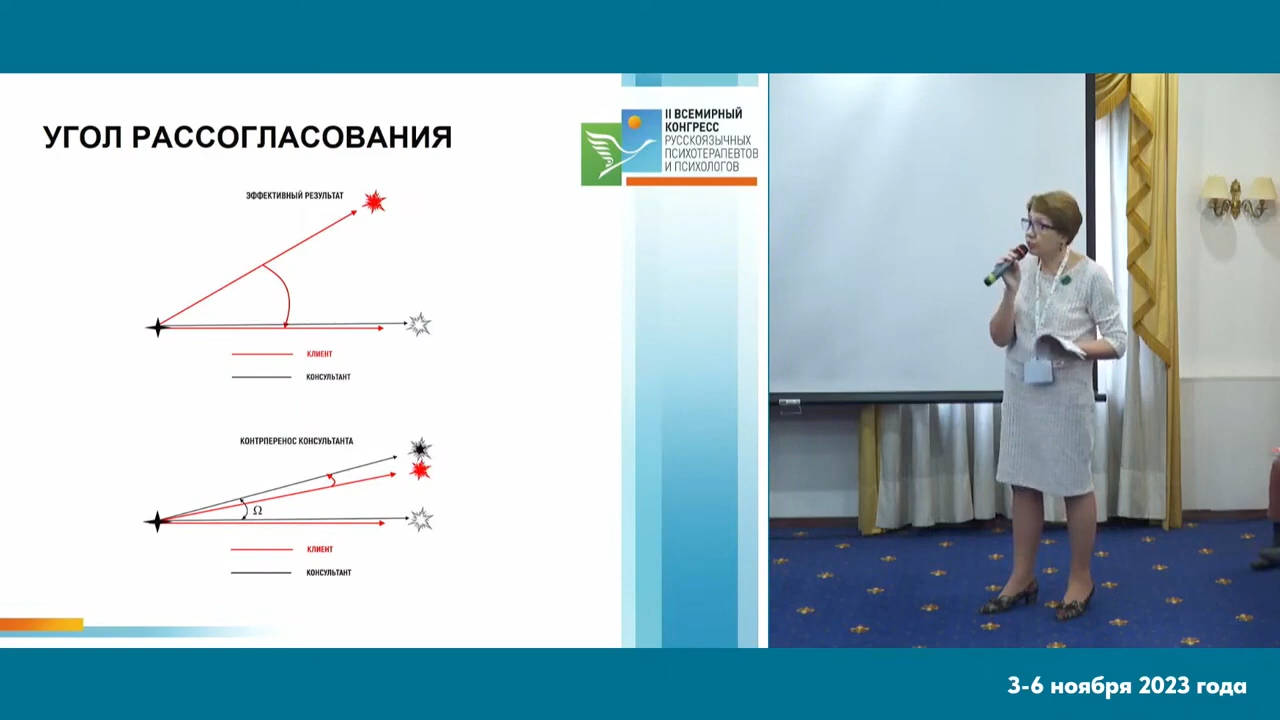 УГОЛ РАССОГЛАСОВАНИЯ
II ВСЕМИРНЫЙ
КОНГРЕСС
РУССКОЯЗЫЧНЫХ
ПСИХОТЕРАПЕВТОВ
И ПСИХОЛОГОВ
ЭФФЕКТИВНЫЙ РЕЗУЛЬТАТ
КЛИЕНТ
КОНСУЛЬТАНТ
КОНТРПЕРЕНОС КОНСУЛЬТАНТА
Ω
КЛИЕНТ
КОНСУЛЬТАНТ
3-6 ноября 2023 года